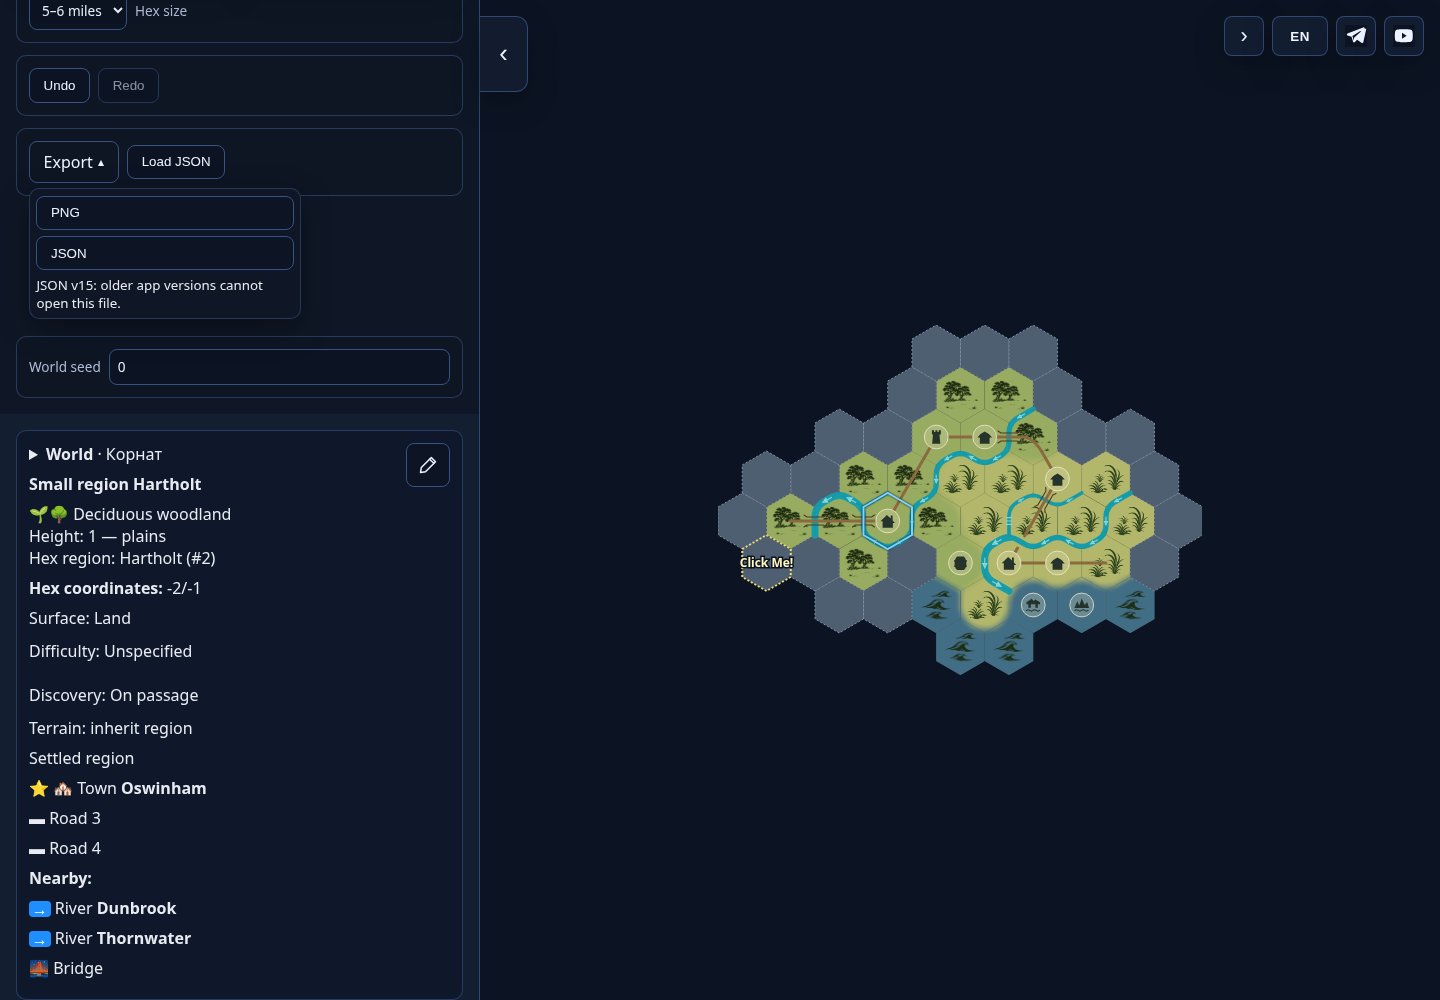 5–6 miles Hex size
Undo Redo
Export ▴ Load JSON
PNG
JSON
JSON v15: older app versions cannot
open this file.
World seed 0
▶ World · Корнат
Small region Hartholt
Deciduous woodland
Height: 1 — plains
Hex region: Hartholt (#2)
Hex coordinates: -2/-1
Surface: Land
Difficulty: Unspecified
Discovery: On passage
Terrain: inherit region
Settled region
Town Oswinham
Road 3
Road 4
Nearby:
River Dunbrook
River Thornwater
Bridge
‹
› EN
Click Me!